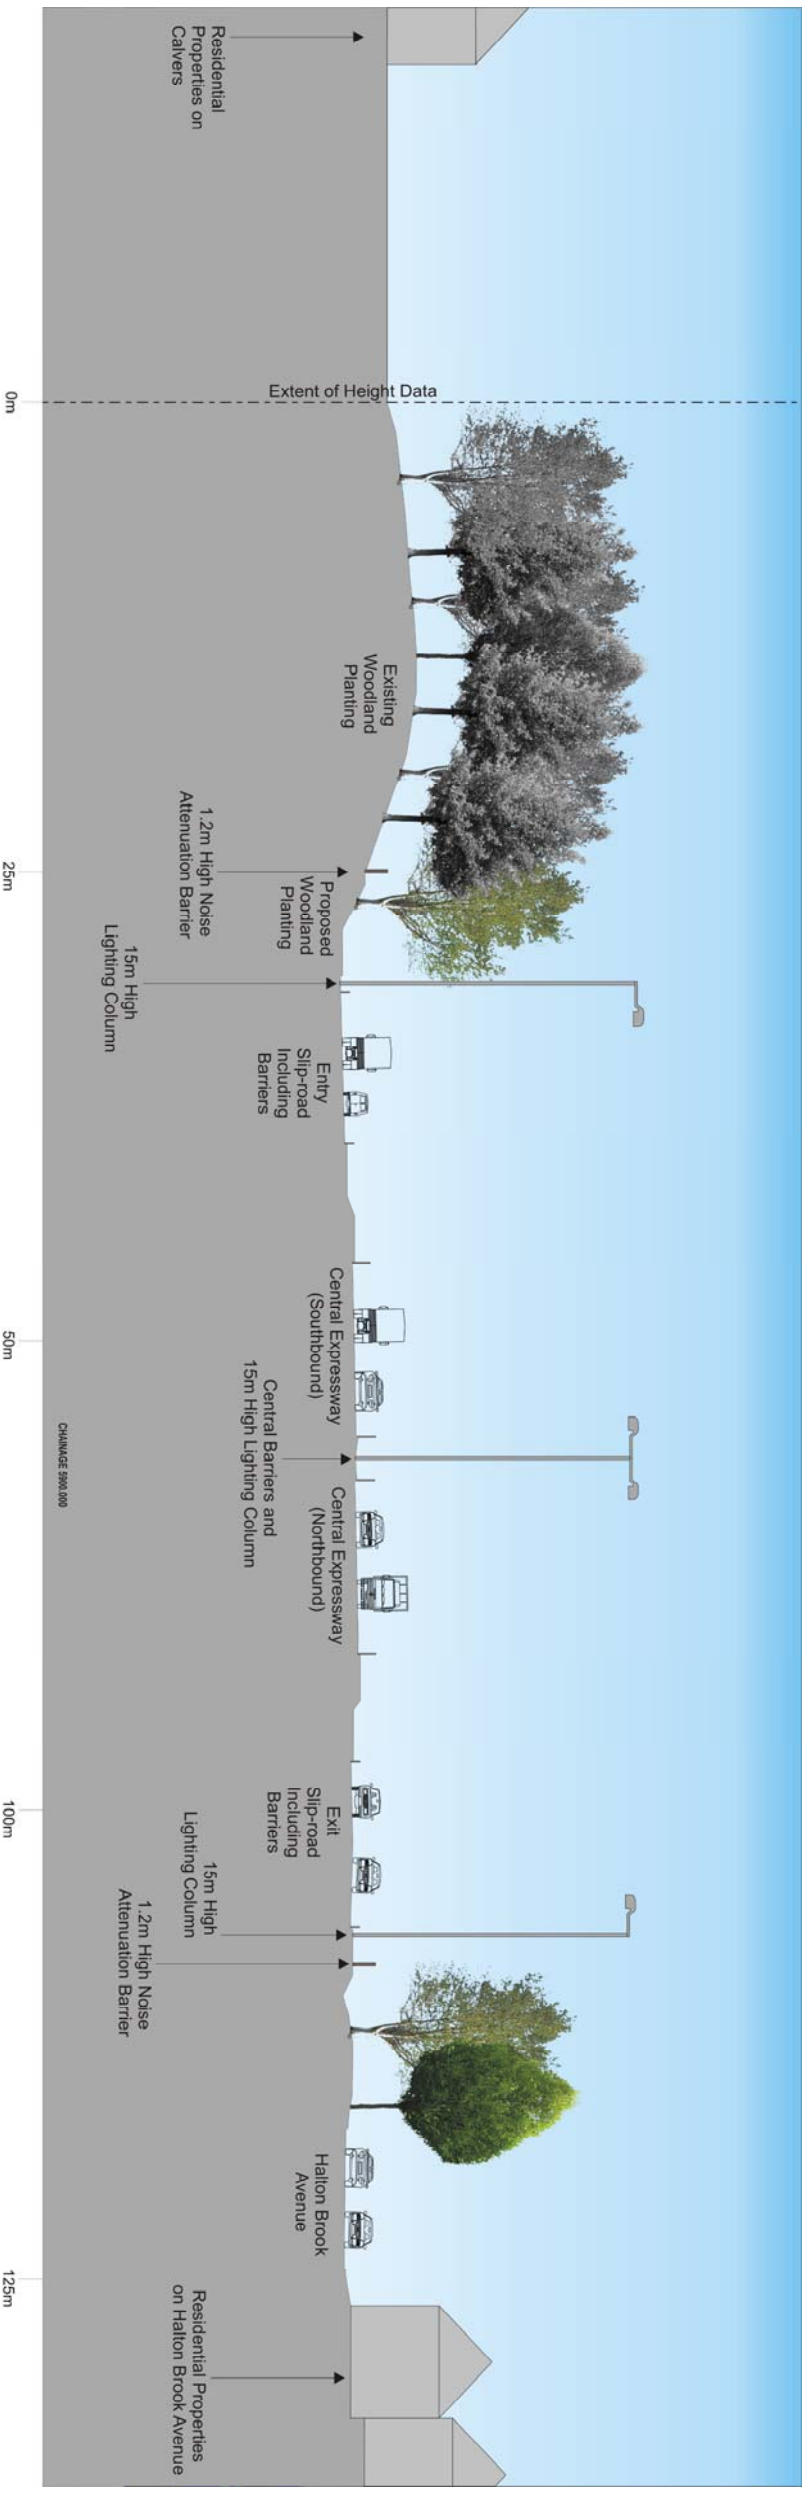 Residential
Properties on
Calvers
Extent of Height Data
Existing
Woodland
Planting
1.2m High Noise
Attenuation Barrier
Proposed
Woodland
Planting
15m High
Lighting Column
Entry
Slip-road
Including
Barriers
Central Expressway
(Southbound)
Central Barriers and
15m High Lighting Column
Central Expressway
(Northbound)
Exit
Slip-road
Including
Barriers
15m High
Lighting Column
1.2m High Noise
Attenuation Barrier
Halton Brook
Avenue
Residential Properties
on Halton Brook Avenue
CHAINAGE 5900.000
0m
25m
50m
100m
125m